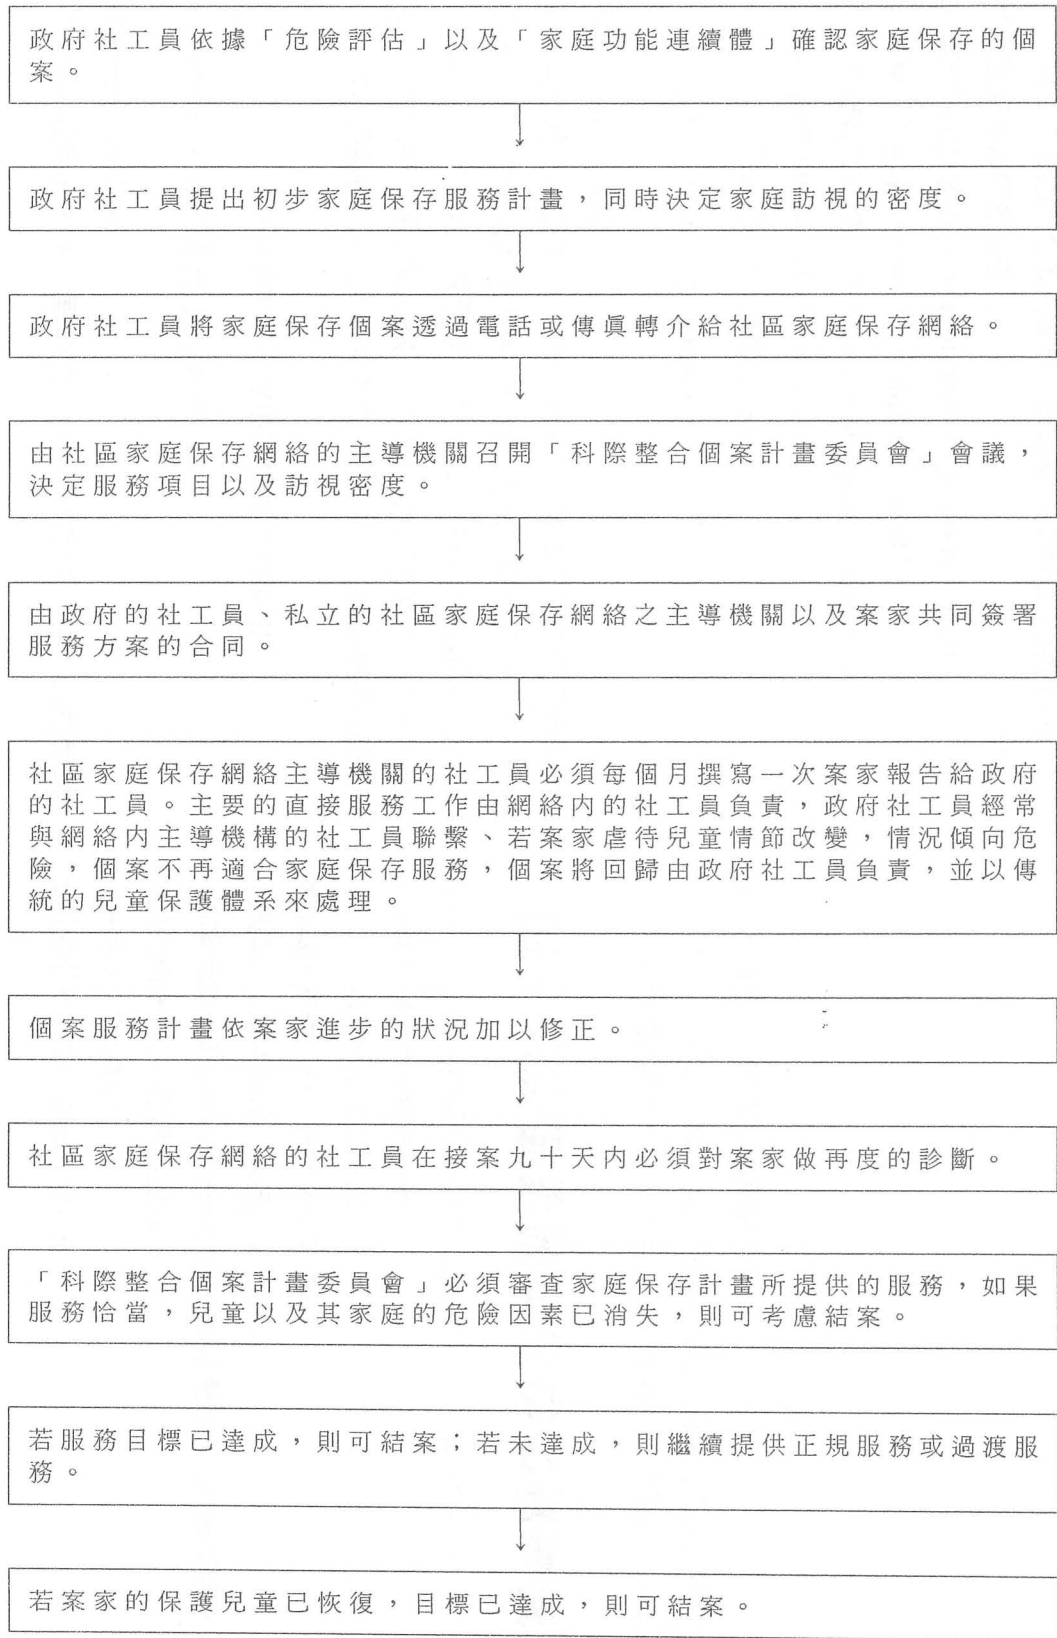 政府社工員依據「危險評估」以及「家庭功能連續體」確認家庭保存的個
案。
政府社工員提出初步家庭保存服務計畫，同時決定家庭訪視的密度。
政府社工員將家庭保存個案透過電話或傳眞轉介給社區家庭保存網絡。
由社區家庭保存網絡的主導機關召開「科際整合個案計畫委員會」會議，
決定服務項目以及訪視密度。
由政府的社工員、私立的社區家庭保存網絡之主導機關以及案家共同簽署
服務方案的合同。
社區家庭保存網絡主導機關的社工員必須每個月撰寫一次案家報告給政府
的社工員。主要的直接服務工作由網絡內的社工員負責，政府社工員經常
與網絡內主導機構的社工員聯繫、若案家虐待兒童情節改變，情況傾向危
險，個案不再適合家庭保存服務，個案將回歸由政府社工員負責，並以傳
統的兒童保護體系來處理。
個案服務計畫依案家進步的狀況加以修正。
社區家庭保存網絡的社工員在接案九十天內必須對案家做再度的診斷。
「科際整合個案計畫委員會」必須審查家庭保存計畫所提供的服務，如果
服務恰當，兒童以及其家庭的危險因素已消失，則可考慮結案。
若服務目標已達成，則可結案；若未達成，則繼續提供正規服務或過渡服
務。
若案家的保護兒童已恢復，目標已達成，則可結案。